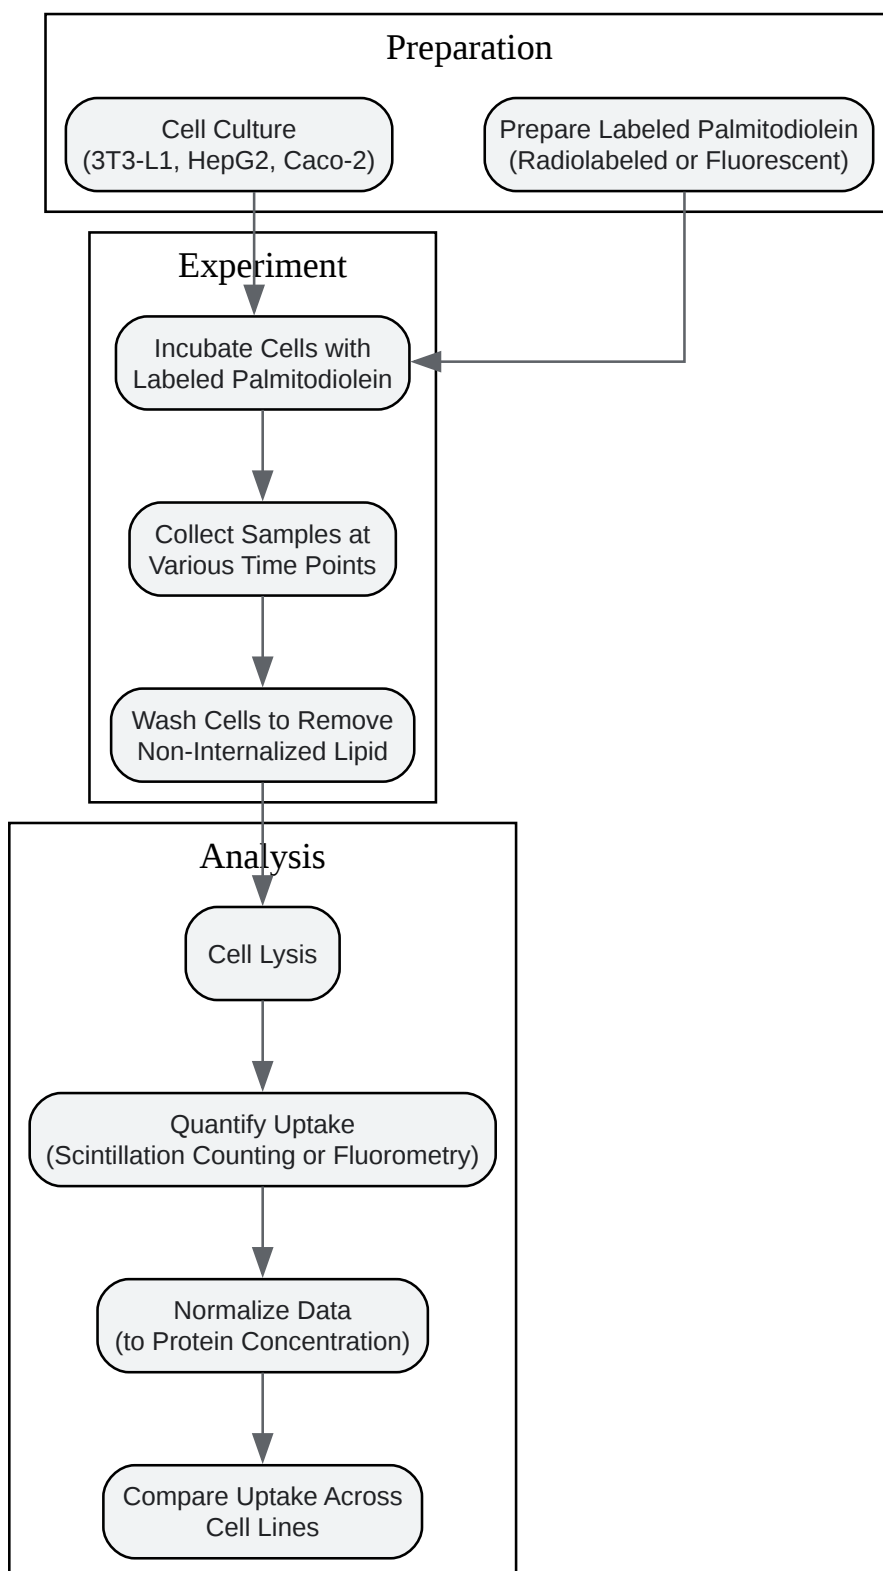 Preparation
Cell Culture
(3T3-L1, HepG2, Caco-2)
Prepare Labeled Palmitodiolein
(Radiolabeled or Fluorescent)
Experiment
Incubate Cells with
Labeled Palmitodiolein
Collect Samples at
Various Time Points
Wash Cells to Remove
Non-Internalized Lipid
Analysis
Cell Lysis
Quantify Uptake
(Scintillation Counting or Fluorometry)
Normalize Data
(to Protein Concentration)
Compare Uptake Across
Cell Lines